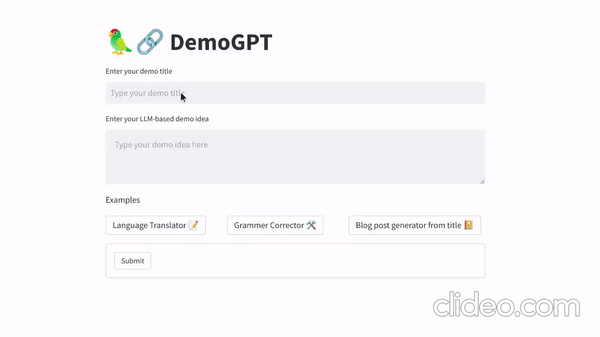 DemoGPT
Enter your demo title
Type your demo title
Enter your LLM-based demo idea
Type your demo idea here
Examples
Language Translator
Grammer Corrector
Blog post generator from title
Submit
clideo.com